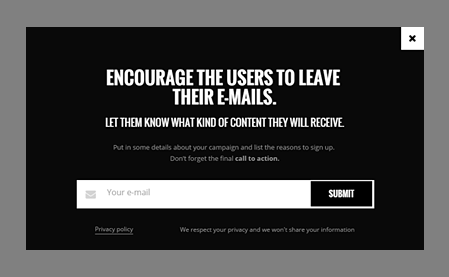 ENCOURAGE THE USERS TO LEAVE
THEIR E-MAILS.
LET THEM KNOW WHAT KIND OF CONTENT THEY WILL RECEIVE.
Put in some details about your campaign and list the reasons to sign up.
Don't forget the final call to action.
Your e-mail
SUBMIT
Privacy policy
We respect your privacy and we won't share your information